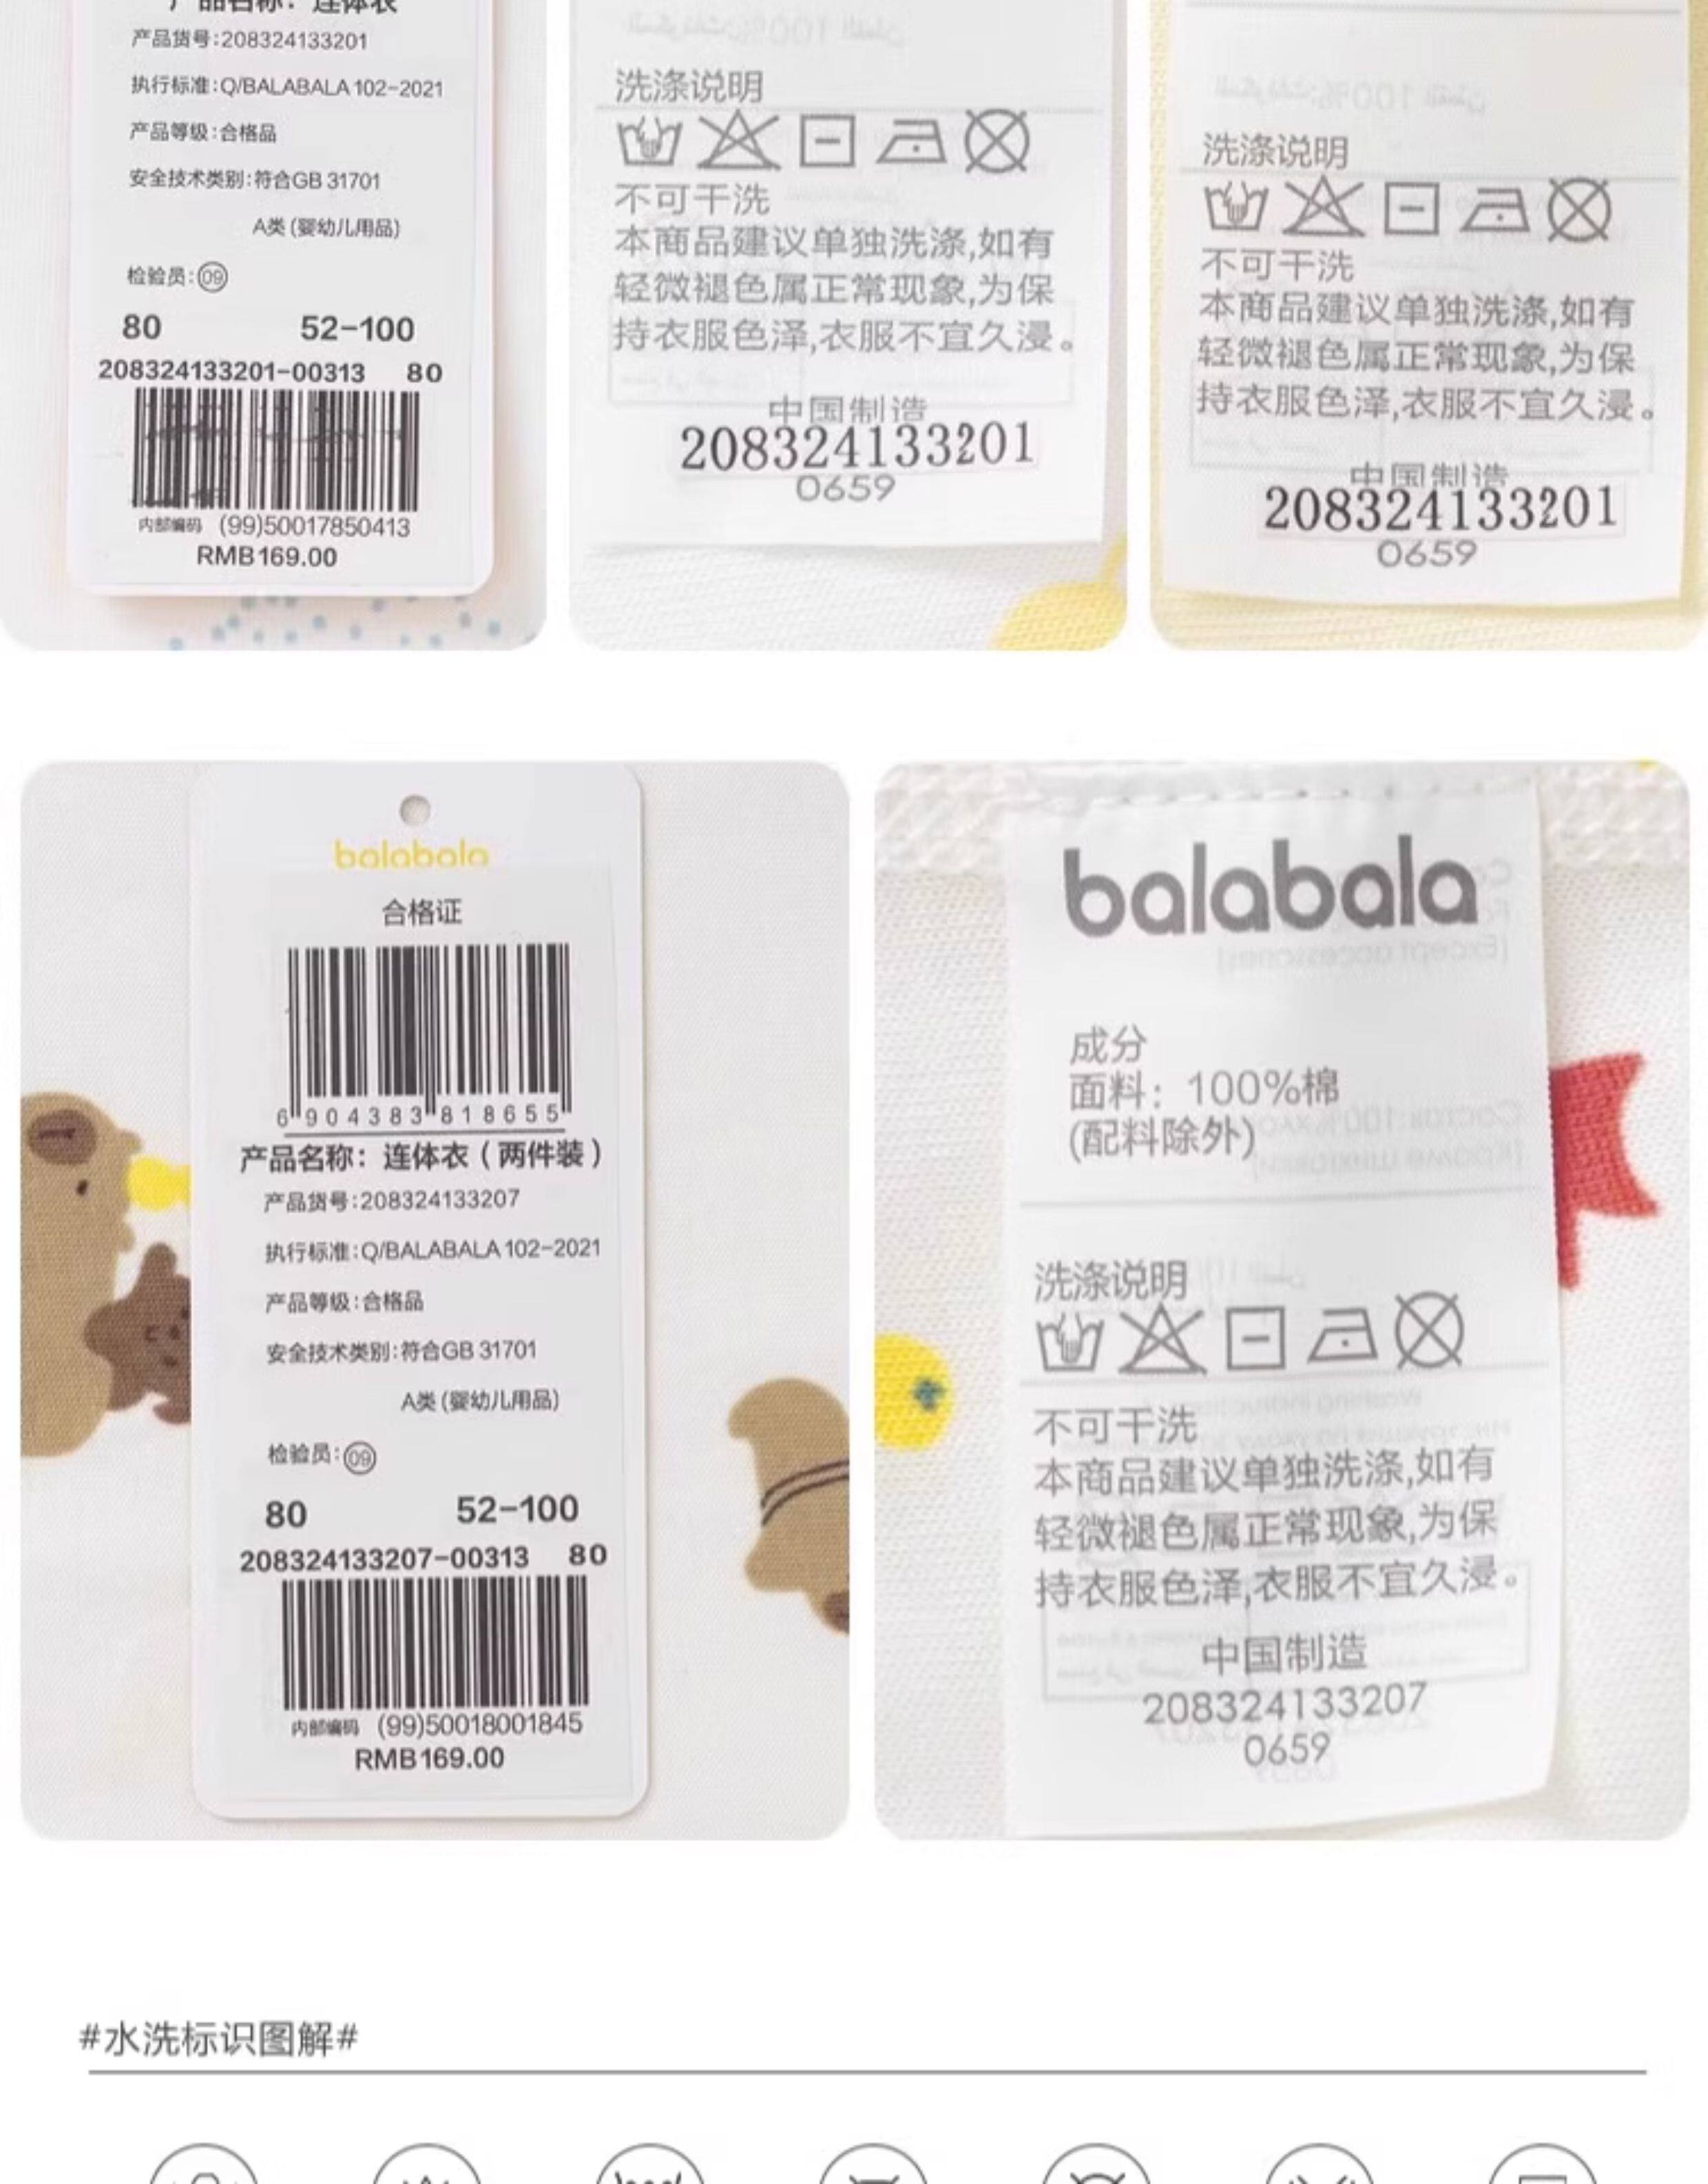 产品名称：连体衣
产品货号:208324133201
执行标准:Q/BALABALA 102-2021
产品等级:合格品
安全技术类别:符合GB 31701
A类 (婴幼儿用品)
检验员:09
80 52-100
208324133201-00313 80
内部编码 (99)50017850413
RMB169.00
洗涤说明
不可干洗
本商品建议单独洗涤,如有
轻微褪色属正常现象,为保
持衣服色泽,衣服不宜久浸。
中国制造
208324133201
0659
洗涤说明
不可干洗
本商品建议单独洗涤,如有
轻微褪色属正常现象,为保
持衣服色泽,衣服不宜久浸。
中国制造
208324133201
0659
balabala
合格证
6 904383 818655
产品名称：连体衣（两件装）
产品货号:208324133207
执行标准:Q/BALABALA 102-2021
产品等级:合格品
安全技术类别:符合GB 31701
A类 (婴幼儿用品)
检验员:09
80 52-100
208324133207-00313 80
内部编码 (99)50018001845
RMB169.00
balabala
成分
面料：100%棉
(配料除外)
洗涤说明
不可干洗
本商品建议单独洗涤,如有
轻微褪色属正常现象,为保
持衣服色泽,衣服不宜久浸。
中国制造
208324133207
0659
#水洗标识图解#